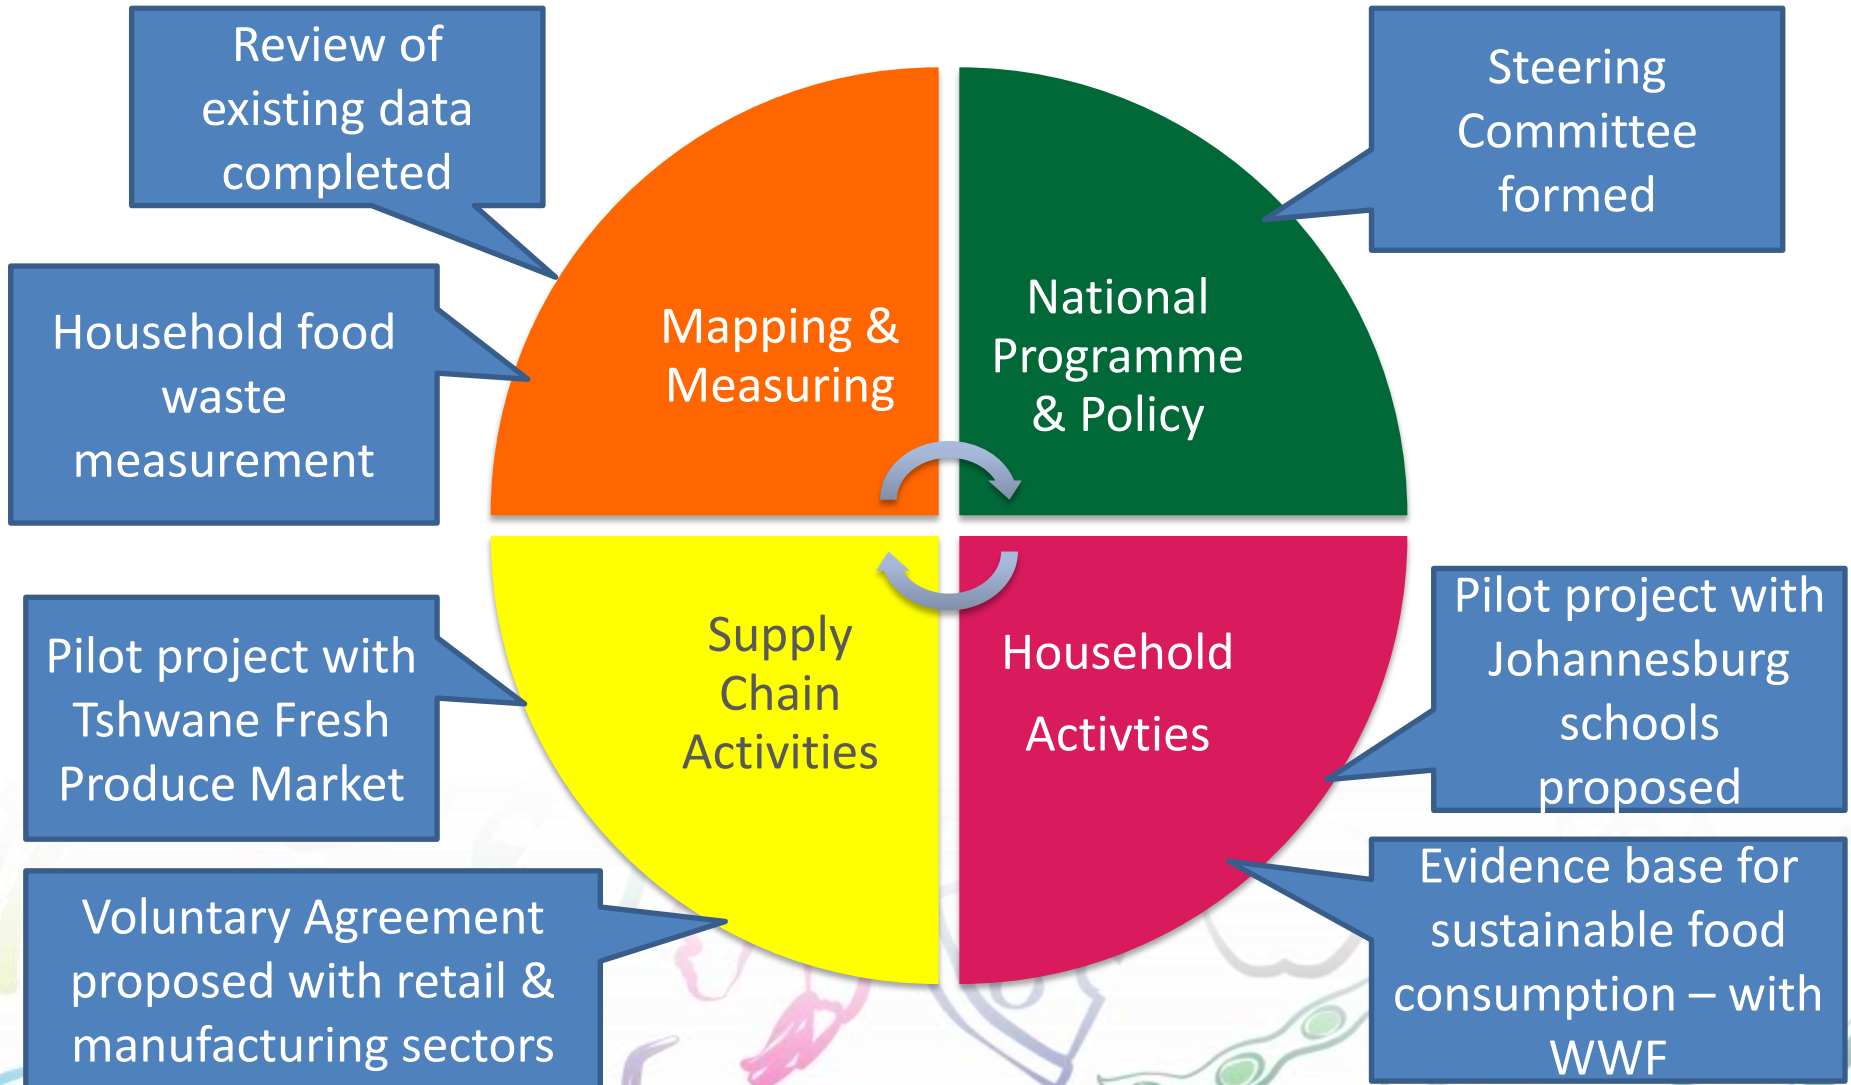 Review of
existing data
completed
Steering
Committee
formed
Household food
waste
measurement
Mapping &
Measuring
National
Programme
& Policy
Pilot project with
Tshwane Fresh
Produce Market
Supply
Chain
Activities
Household
Activties
Pilot project with
Johannesburg
schools
proposed
Voluntary Agreement
proposed with retail &
manufacturing sectors
Evidence base for
sustainable food
consumption – with
WWF